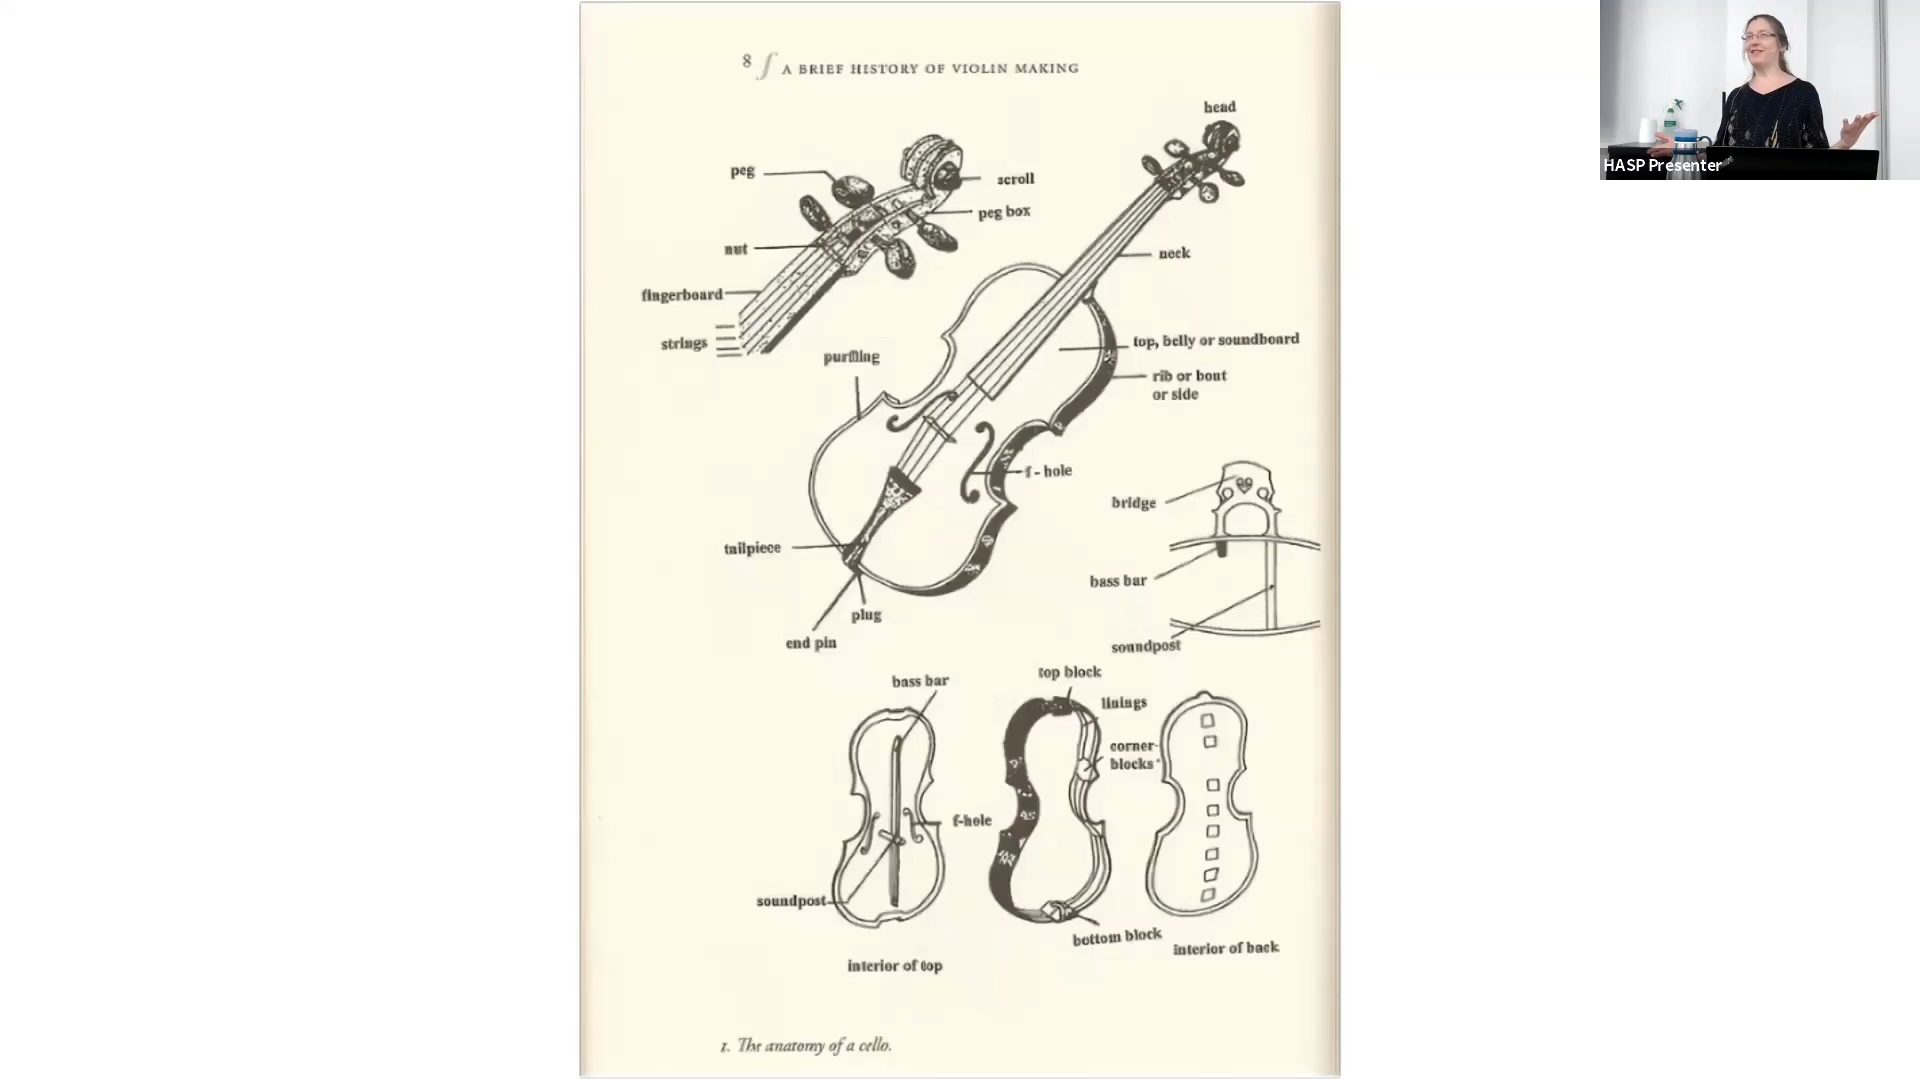 8 ʃ A BRIEF HISTORY OF VIOLIN MAKING
head
peg
scroll
peg box
nut
neck
fingerboard
strings
top, belly or soundboard
purfling
rib or bout
or side
f - hole
bridge
tailpiece
bass bar
plug
end pin
soundpost
top block
bass bar
linings
corner-
blocks
f-hole
soundpost
bottom block
interior of back
interior of top
1. The anatomy of a cello.
HASP Presenter